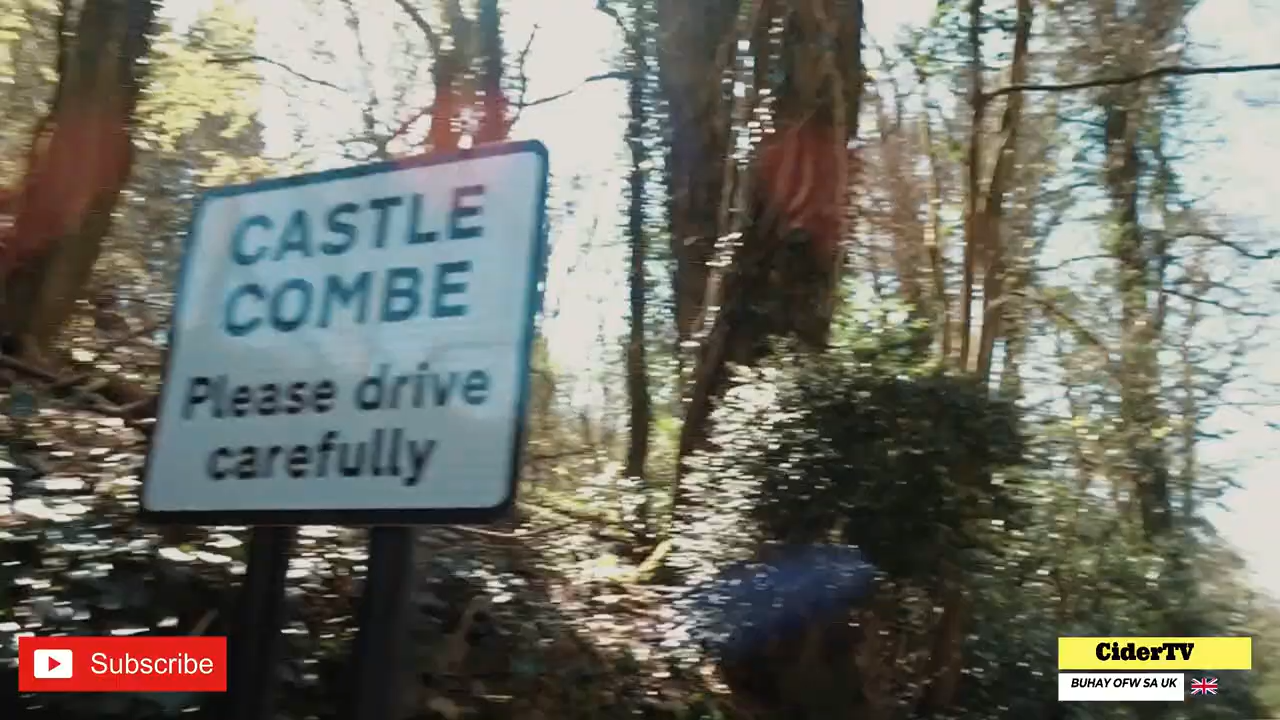 CASTLE
COMBE
Please drive
carefully
Subscribe
CiderTV
BUHAY OFW SA UK